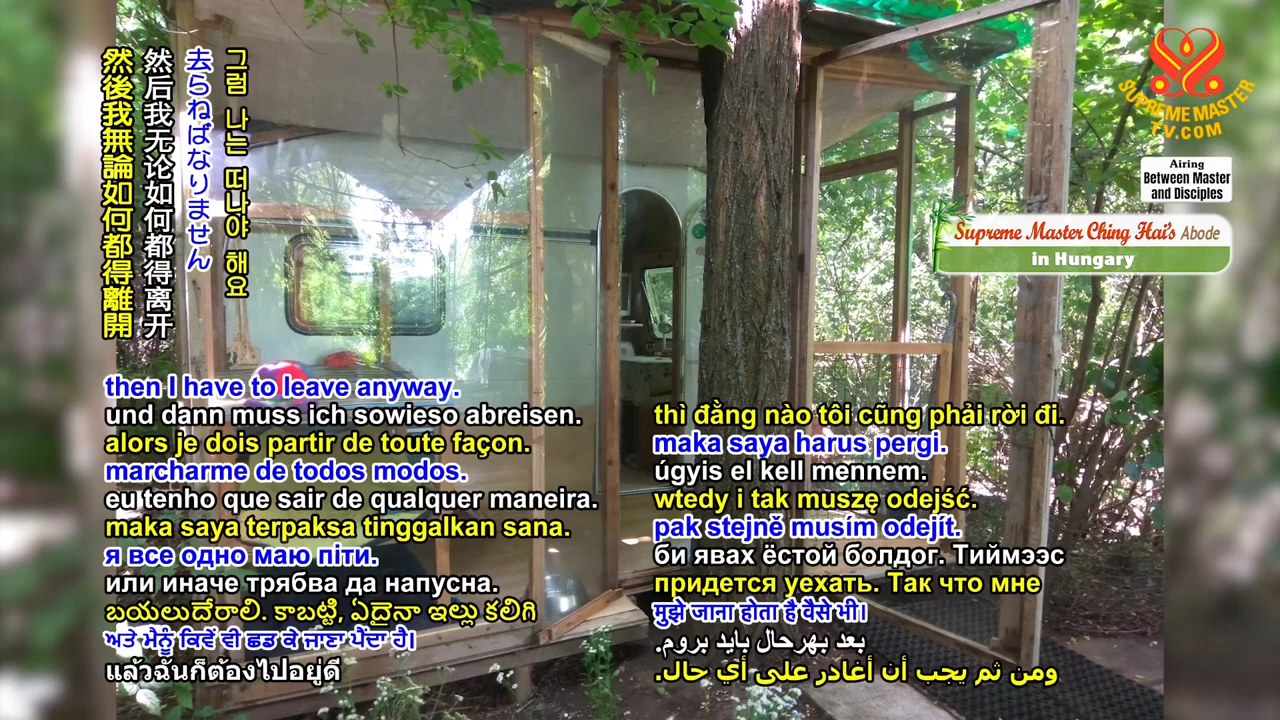 然後我無論如何都得離開
然后我无论如何都得离开
去らねばなりません
그럼 나는 떠나야 해요
SUPREME MASTER
TV.COM
Airing
Between Master
and Disciples
Supreme Master Ching Hai's Abode
in Hungary
then I have to leave anyway.
und dann muss ich sowieso abreisen.
alors je dois partir de toute façon.
marcharme de todos modos.
eu tenho que sair de qualquer maneira.
maka saya terpaksa tinggalkan sana.
я все одно маю піти.
или иначе трябва да напусна.
బయలుదేరాలి. కాబట్టి, ఏదైనా ఇల్లు కలిగి
ਅਤੇ ਮੈਨੂੰ ਕਿਵੇਂ ਵੀ ਛਡ ਕੇ ਜਾਣਾ ਪੈਂਦਾ ਹੈ।
แล้วฉันก็ต้องไปอยู่ดี
thì đằng nào tôi cũng phải rời đi.
maka saya harus pergi.
úgyis el kell mennem.
wtedy i tak muszę odejść.
pak stejně musím odejít.
би явах ёстой болдог. Тиймээс
придется уехать. Так что мне
मुझे जाना होता है वैसे भी।
بعد بهرحال باید بروم.
ومن ثم يجب أن أغادر على أي حال.